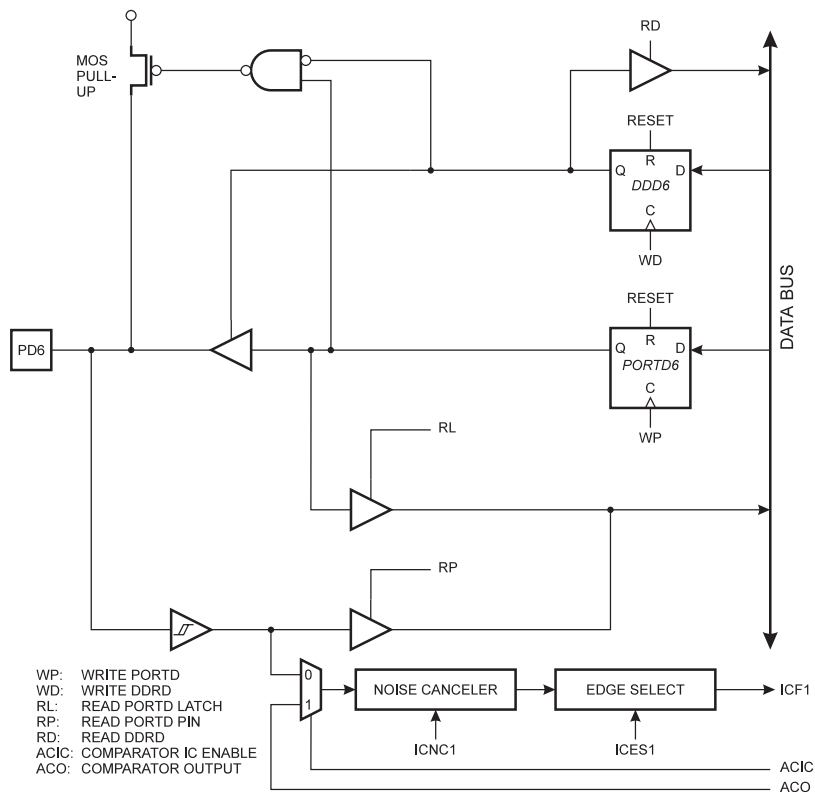 RD
MOS
PULL-
UP
RESET
R
Q
D
DDD6
C
WD
DATA BUS
RESET
PD6
R
Q
D
PORTD6
C
WP
RL
RP
WP: WRITE PORTD
WD: WRITE DDRD
RL: READ PORTD LATCH
RP: READ PORTD PIN
RD: READ DDRD
ACIC: COMPARATOR IC ENABLE
ACO: COMPARATOR OUTPUT
0
1
NOISE CANCELER
EDGE SELECT
ICF1
ICNC1
ICES1
ACIC
ACO